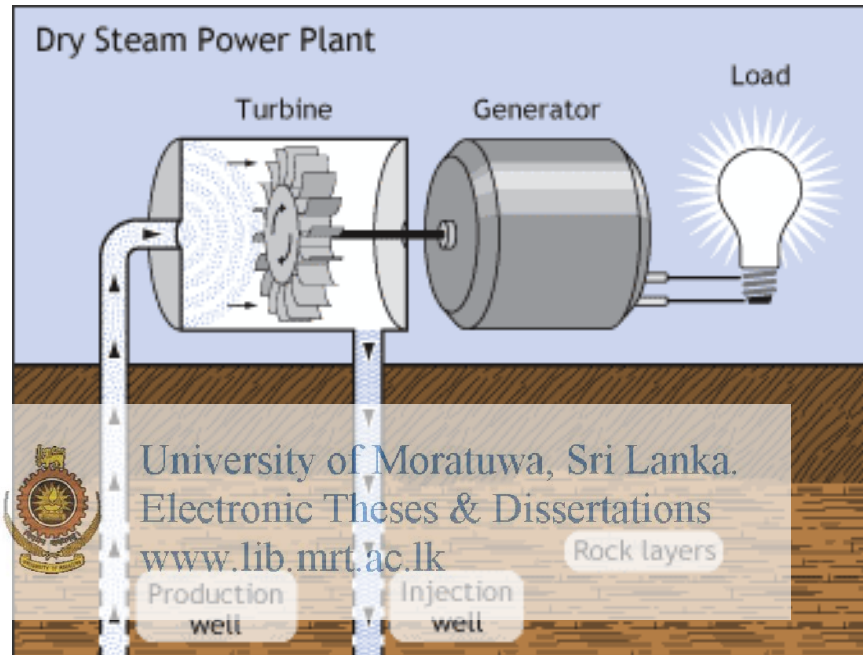 Dry Steam Power Plant
Load
Turbine
Generator
University of Moratuwa, Sri Lanka.
Electronic Theses & Dissertations
www.lib.mrt.ac.lk
Rock layers
Production
well
Injection
well